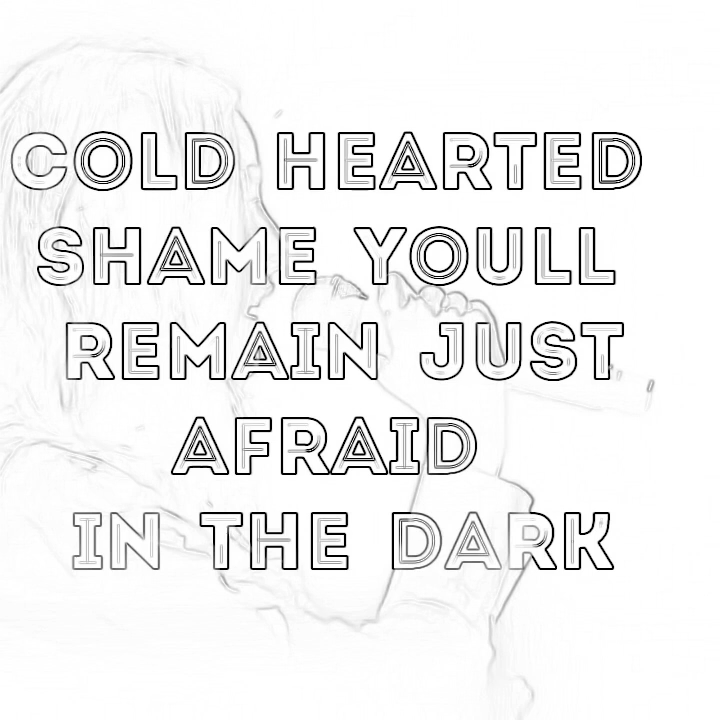 COLD HEARTED
SHAME YOULL
REMAIN JUST
AFRAID
IN THE DARK